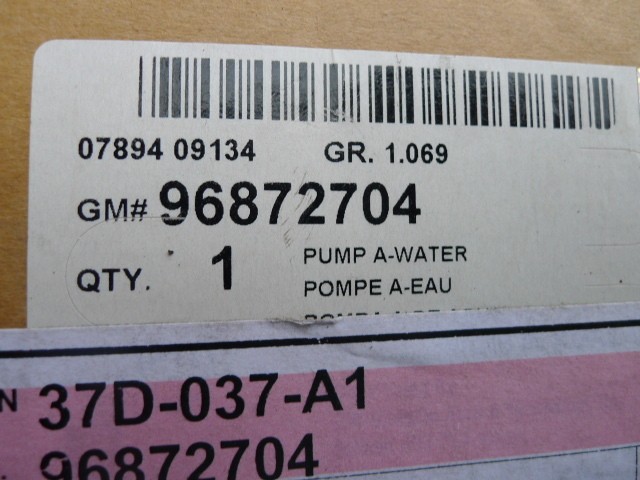 07894 09134 GR. 1.069
GM# 96872704
QTY. 1 PUMP A-WATER
POMPE A-EAU
N 37D-037-A1
96872704